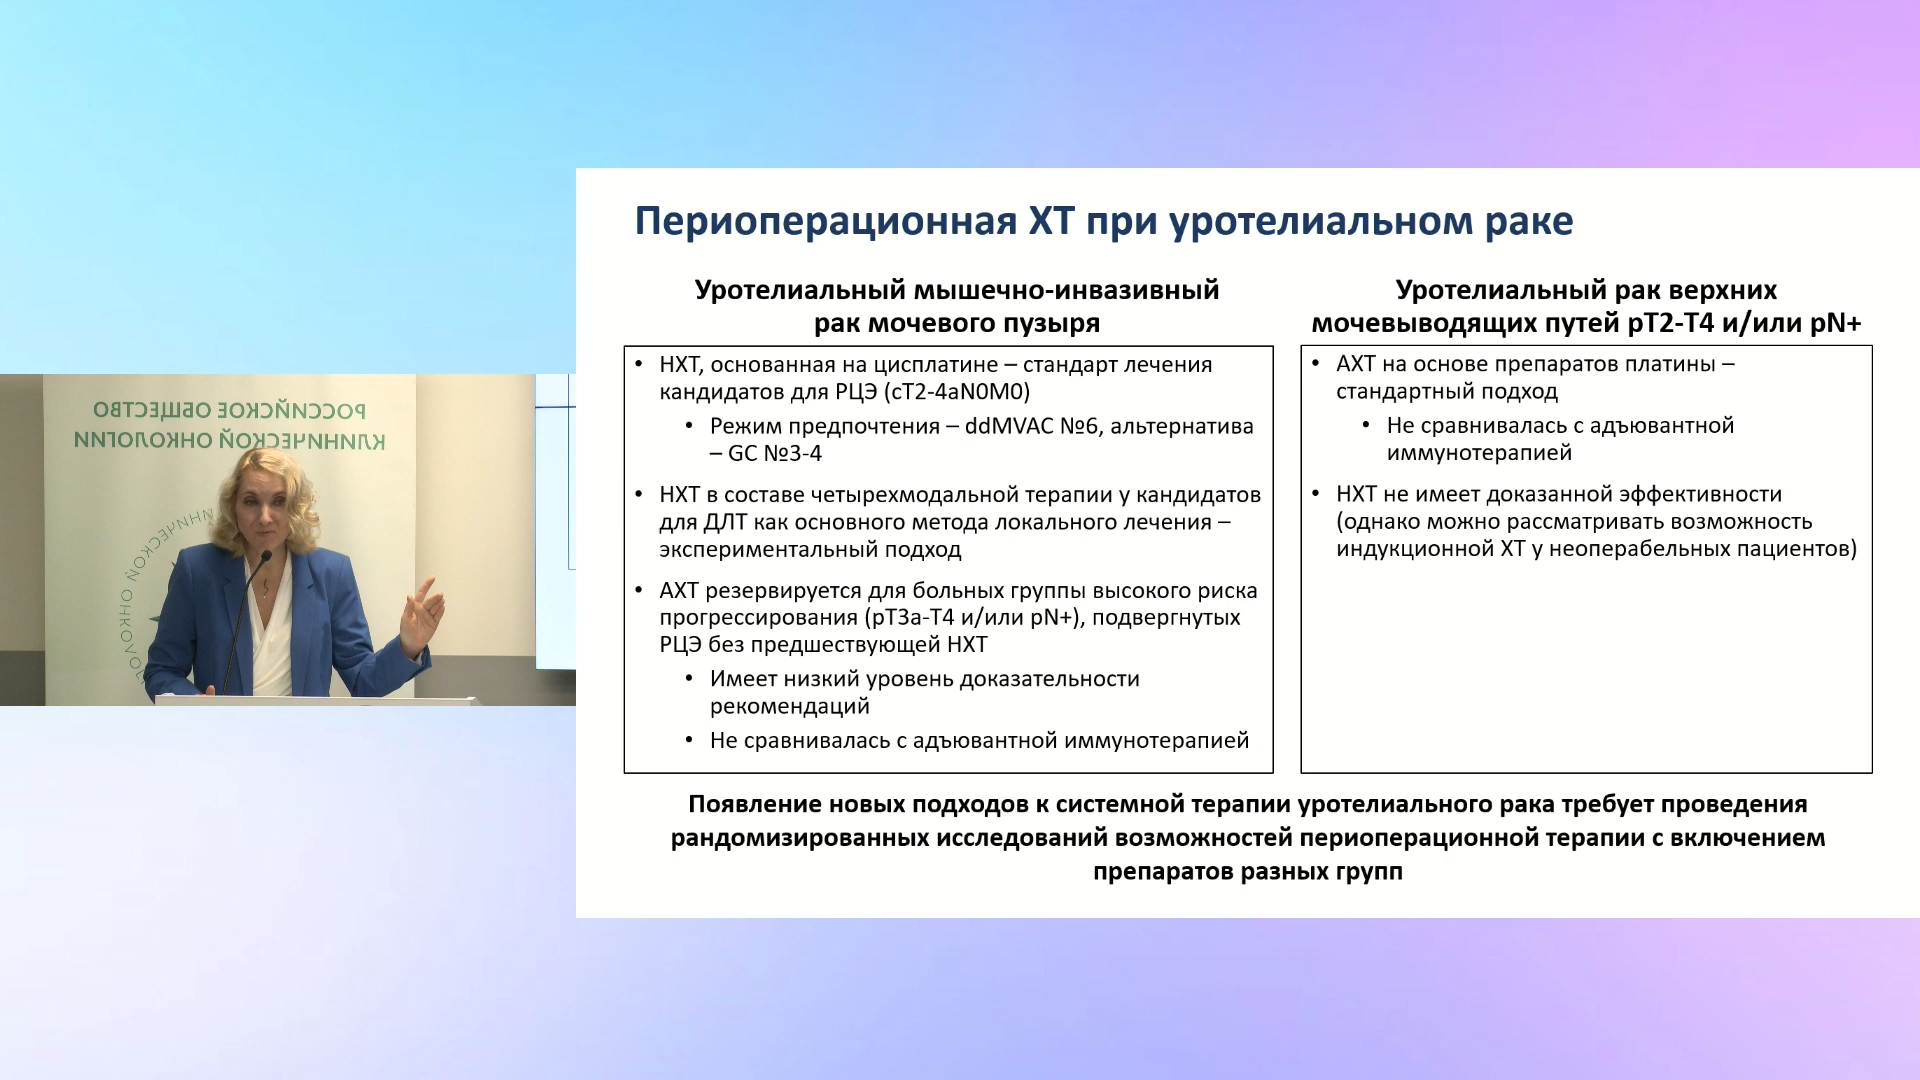 Периоперационная ХТ при уротелиальном раке
Уротелиальный мышечно-инвазивный
рак мочевого пузыря
• НХТ, основанная на цисплатине – стандарт лечения
кандидатов для РЦЭ (cT2-4aN0M0)
• Режим предпочтения – ddMVAC №6, альтернатива
– GC №3-4
• НХТ в составе четырехмодальной терапии у кандидатов
для ДЛТ как основного метода локального лечения –
экспериментальный подход
• АХТ резервируется для больных группы высокого риска
прогрессирования (pT3a-T4 и/или pN+), подвергнутых
РЦЭ без предшествующей НХТ
• Имеет низкий уровень доказательности
рекомендаций
• Не сравнивалась с адъювантной иммунотерапией
Уротелиальный рак верхних
мочевыводящих путей pT2-T4 и/или pN+
• АХТ на основе препаратов платины –
стандартный подход
• Не сравнивалась с адъювантной
иммунотерапией
• НХТ не имеет доказанной эффективности
(однако можно рассматривать возможность
индукционной ХТ у неоперабельных пациентов)
Появление новых подходов к системной терапии уротелиального рака требует проведения
рандомизированных исследований возможностей периоперационной терапии с включением
препаратов разных групп
РОССИЙСКОЕ ОБЩЕСТВО
КЛИНИЧЕСКОЙ ОНКОЛОГИИ